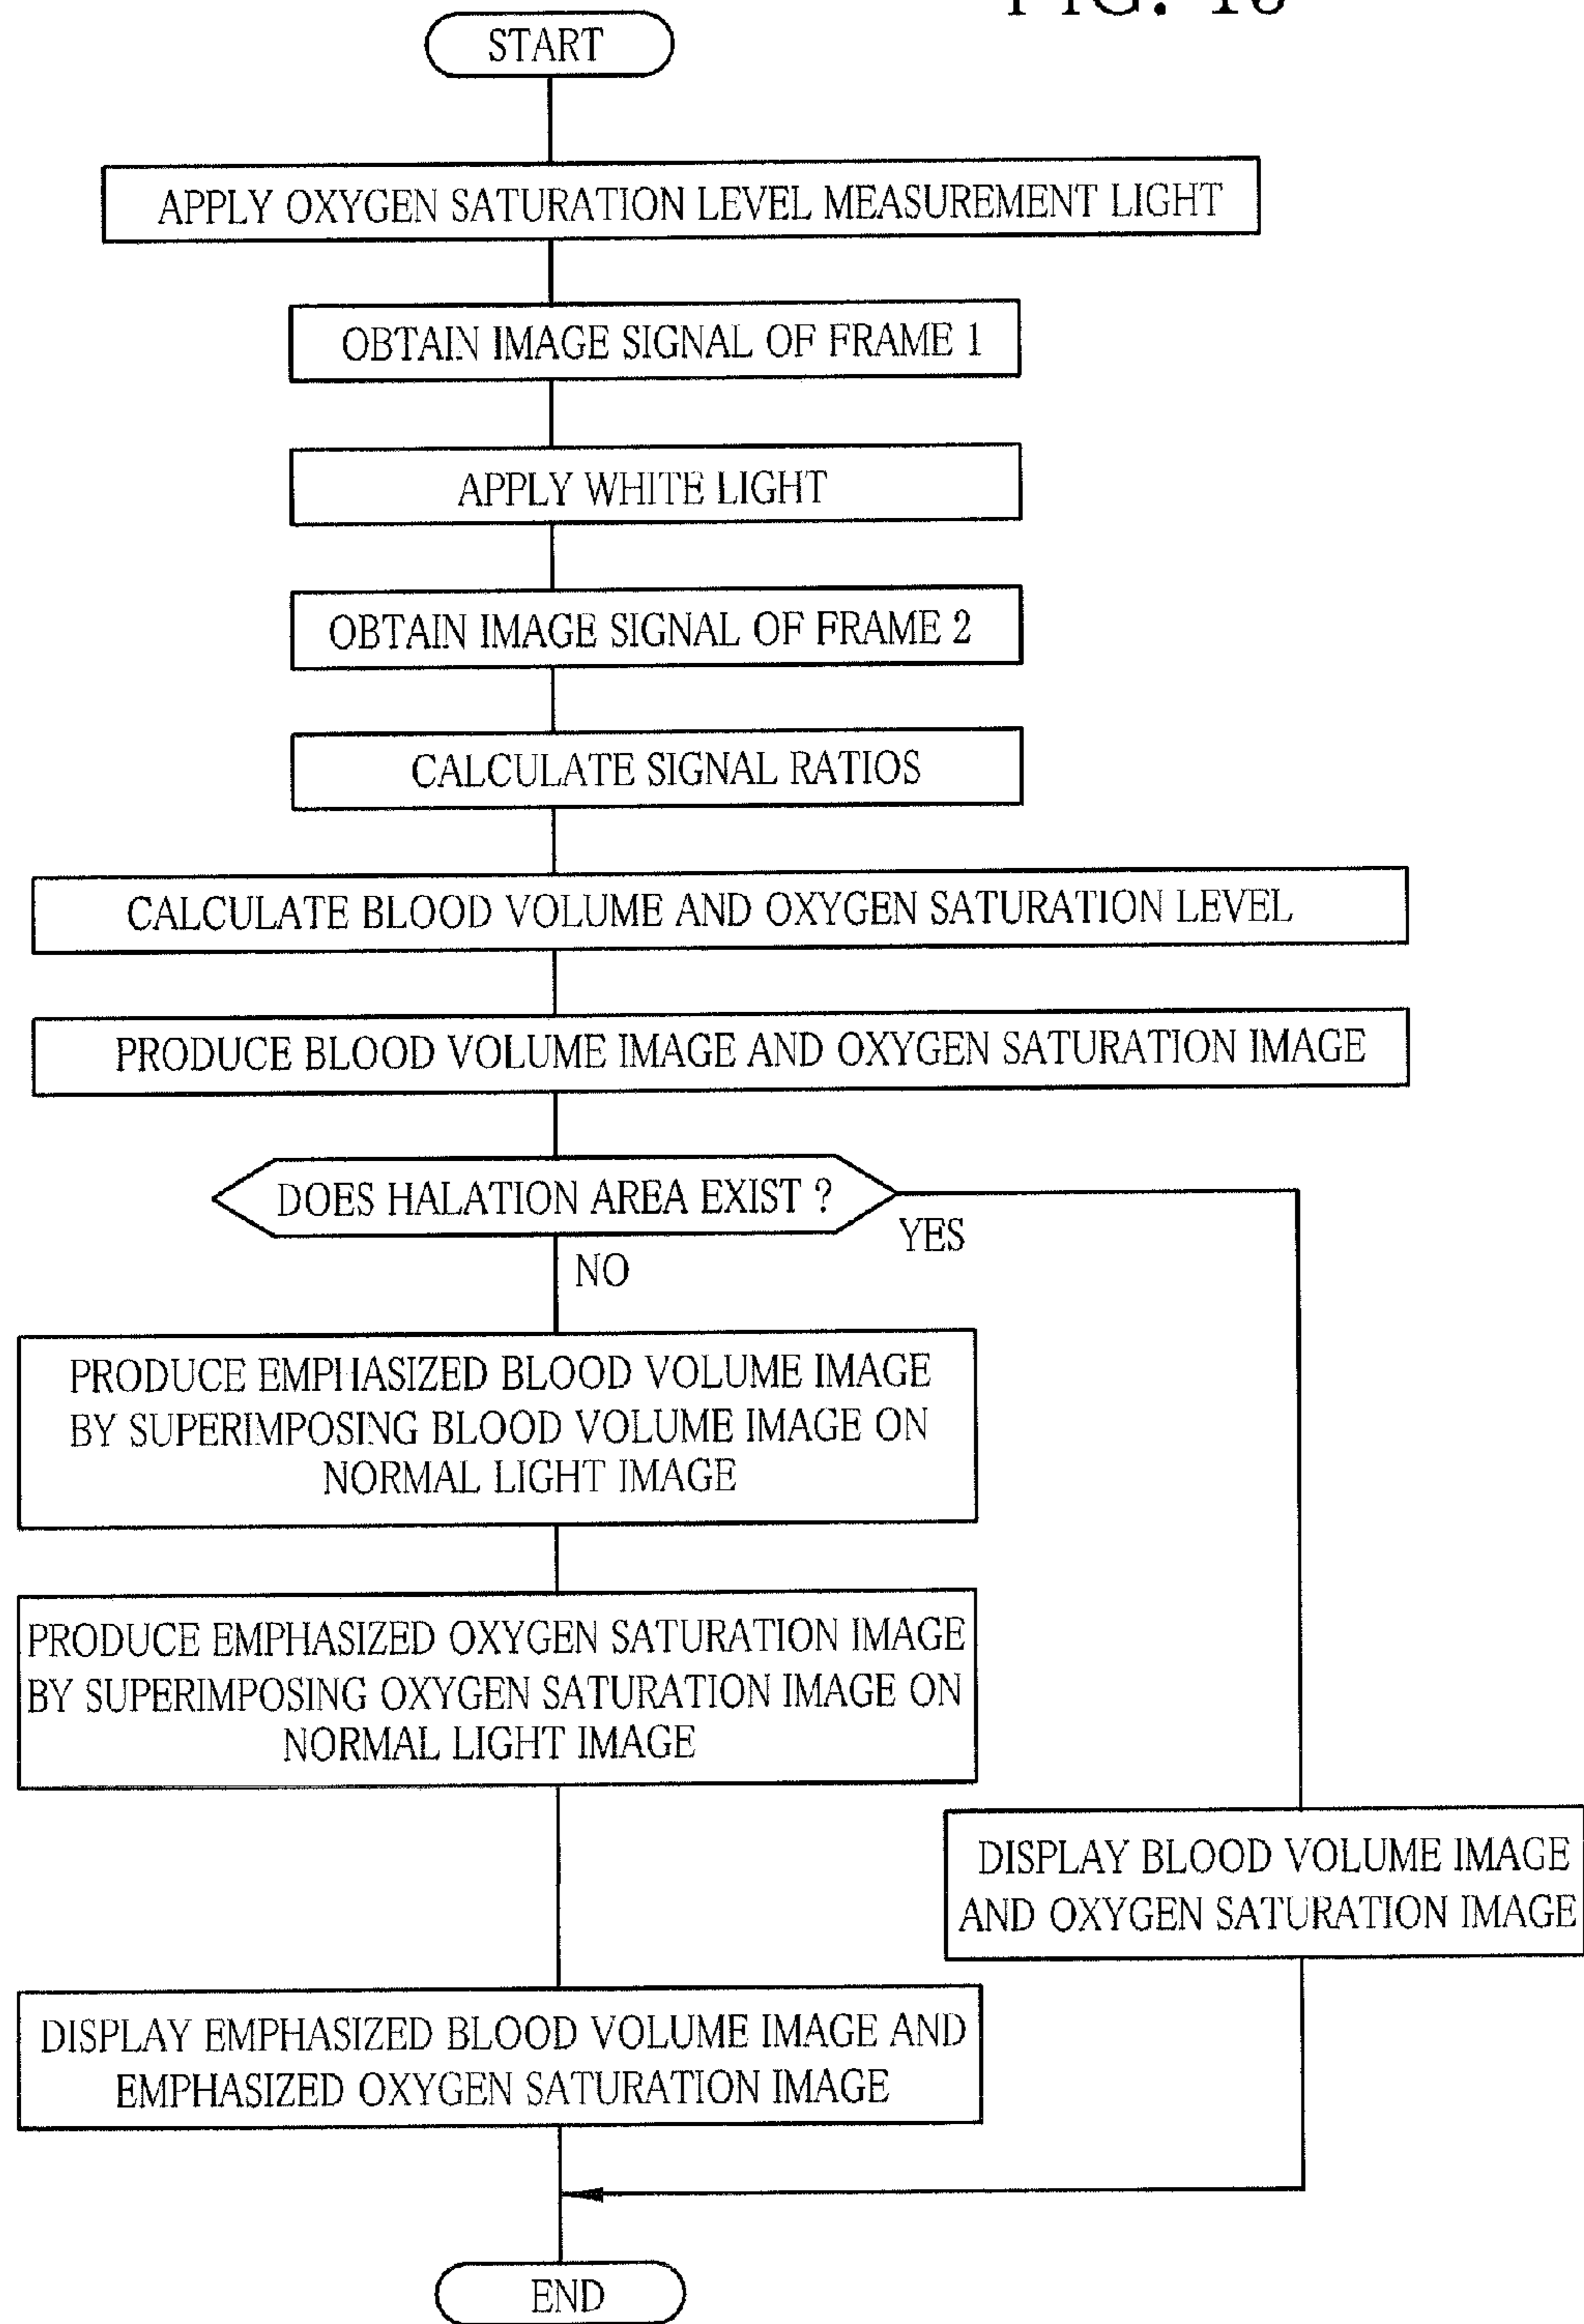 FIG.
START
APPLY OXYGEN SATURATION LEVEL MEASUREMENT LIGHT
OBTAIN IMAGE SIGNAL OF FRAME 1
APPLY WHITE LIGHT
OBTAIN IMAGE SIGNAL OF FRAME 2
CALCULATE SIGNAL RATIOS
CALCULATE BLOOD VOLUME AND OXYGEN SATURATION LEVEL
PRODUCE BLOOD VOLUME IMAGE AND OXYGEN SATURATION IMAGE
DOES HALATION AREA EXIST ?
YES
NO
PRODUCE EMPHASIZED BLOOD VOLUME IMAGE
BY SUPERIMPOSING BLOOD VOLUME IMAGE ON
NORMAL LIGHT IMAGE
PRODUCE EMPHASIZED OXYGEN SATURATION IMAGE
BY SUPERIMPOSING OXYGEN SATURATION IMAGE ON
NORMAL LIGHT IMAGE
DISPLAY BLOOD VOLUME IMAGE
AND OXYGEN SATURATION IMAGE
DISPLAY EMPHASIZED BLOOD VOLUME IMAGE AND
EMPHASIZED OXYGEN SATURATION IMAGE
END